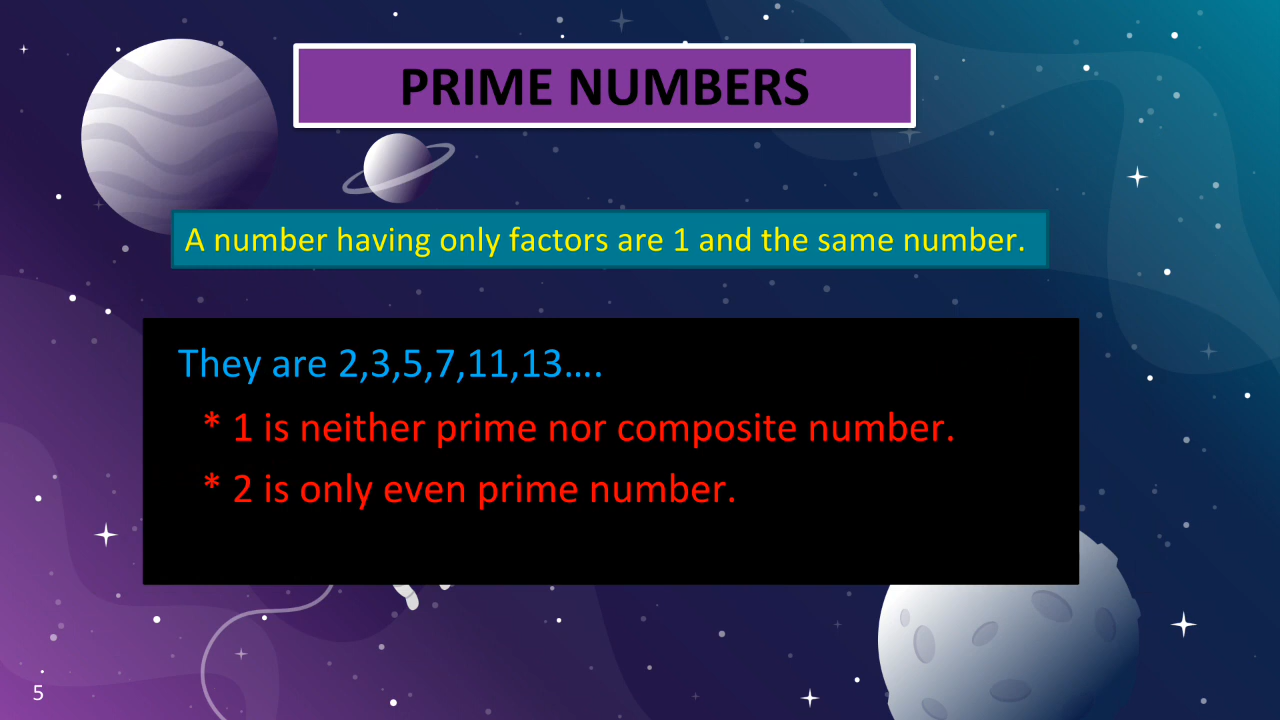 PRIME NUMBERS
A number having only factors are 1 and the same number.
They are 2,3,5,7,11,13....
* 1 is neither prime nor composite number.
* 2 is only even prime number.
5